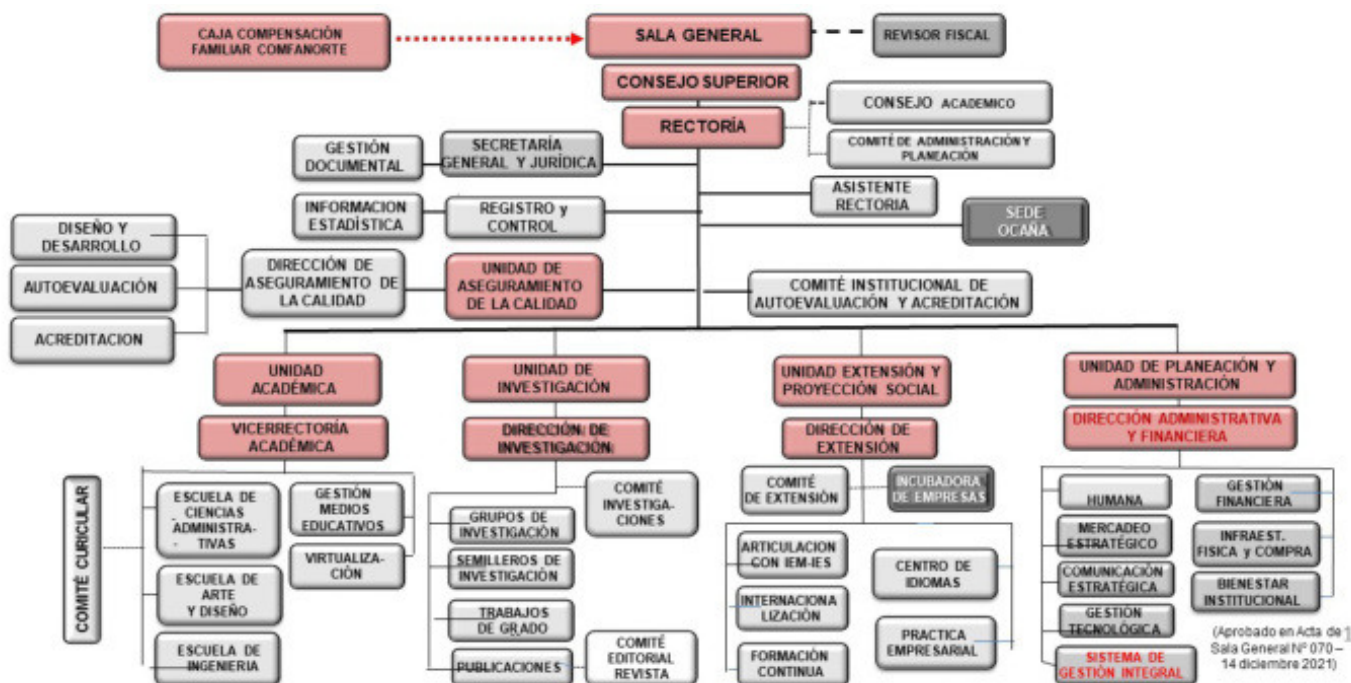 CAJA COMPENSACIÓN
FAMILIAR COMFANORTE
SALA GENERAL
REVISOR FISCAL
CONSEJO SUPERIOR
RECTORÍA
CONSEJO ACADEMICO
COMITÉ DE ADMINISTRACIÓN Y
PLANEACIÓN
GESTIÓN
DOCUMENTAL
SECRETARÍA
GENERAL Y JURÍDICA
ASISTENTE
RECTORIA
INFORMACION
ESTADÍSTICA
REGISTRO y
CONTROL
SEDE
OCAÑA
DISEÑO Y
DESARROLLO
AUTOEVALUACIÓN
ACREDITACION
DIRECCIÓN DE
ASEGURAMIENTO DE
LA CALIDAD
UNIDAD DE
ASEGURAMIENTO
DE LA CALIDAD
COMITÉ INSTITUCIONAL DE
AUTOEVALUACIÓN Y ACREDITACIÓN
UNIDAD
ACADÉMICA
VICERRECTORÍA
ACADÉMICA
COMITÉ CURICULAR
ESCUELA DE
CIENCIAS
ADMINISTRA-
TIVAS
ESCUELA DE
ARTE
Y DISEÑO
ESCUELA DE
INGENIERIA
GESTIÓN
MEDIOS
EDUCATIVOS
VIRTUALIZA-
CIÓN
UNIDAD DE
INVESTIGACIÓN
DIRECCIÓN DE
INVESTIGACIÓN
COMITÉ
INVESTIGA-
CIONES
GRUPOS DE
INVESTIGACIÓN
SEMILLEROS DE
INVESTIGACIÓN
TRABAJOS
DE GRADO
PUBLICACIONES
COMITÉ
EDITORIAL
REVISTA
UNIDAD EXTENSIÓN Y
PROYECCIÓN SOCIAL
DIRECCIÓN DE
EXTENSIÓN
COMITÉ
DE EXTENSIÓN
INCUBADORA
DE EMPRESAS
ARTICULACION
CON IEM-IES
INTERNACIONA
LIZACIÓN
FORMACIÓN
CONTINUA
CENTRO DE
IDIOMAS
PRACTICA
EMPRESARIAL
UNIDAD DE PLANEACIÓN Y
ADMINISTRACIÓN
DIRECCIÓN ADMINISTRATIVA
Y FINANCIERA
HUMANA
MERCADEO
ESTRATÉGICO
COMUNICACIÓN
ESTRATÉGICA
GESTIÓN
TECNOLÓGICA
SISTEMA DE
GESTIÓN INTEGRAL
GESTIÓN
FINANCIERA
INFRAEST.
FISICA y COMPRA
BIENESTAR
INSTITUCIONAL
(Aprobado en Acta de
Sala General Nº 070 –
14 diciembre 2021)